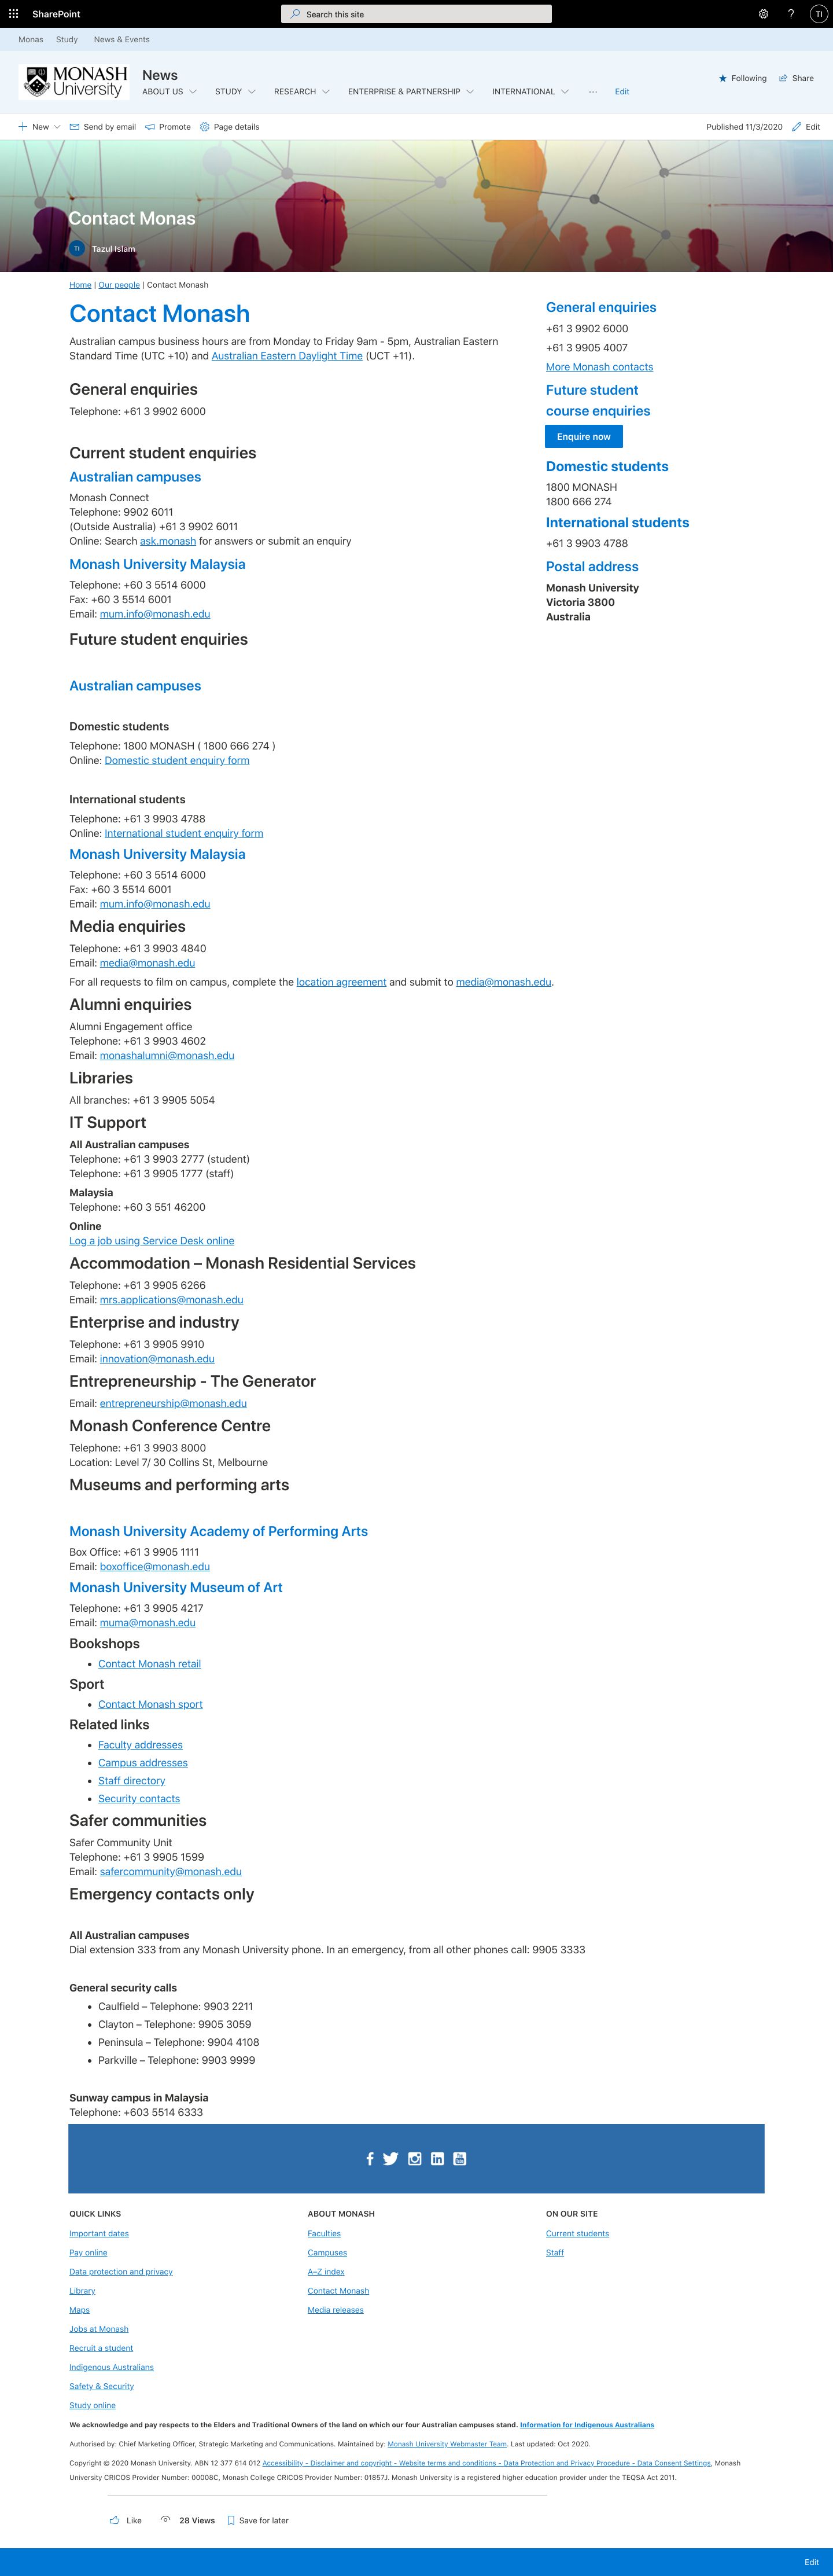 SharePoint
Search this site
TI
Monas Study News & Events
MONASH University
News
ABOUT US STUDY RESEARCH ENTERPRISE & PARTNERSHIP INTERNATIONAL ... Edit
Following Share
New Send by email Promote Page details
Published 11/3/2020 Edit
Contact Monas
TI Tazul Islam
Home | Our people | Contact Monash
Contact Monash
Australian campus business hours are from Monday to Friday 9am - 5pm, Australian Eastern
Standard Time (UTC +10) and Australian Eastern Daylight Time (UCT +11).
General enquiries
Telephone: +61 3 9902 6000
Current student enquiries
Australian campuses
Monash Connect
Telephone: 9902 6011
(Outside Australia) +61 3 9902 6011
Online: Search ask.monash for answers or submit an enquiry
Monash University Malaysia
Telephone: +60 3 5514 6000
Fax: +60 3 5514 6001
Email: mum.info@monash.edu
Future student enquiries
Australian campuses
Domestic students
Telephone: 1800 MONASH ( 1800 666 274 )
Online: Domestic student enquiry form
International students
Telephone: +61 3 9903 4788
Online: International student enquiry form
Monash University Malaysia
Telephone: +60 3 5514 6000
Fax: +60 3 5514 6001
Email: mum.info@monash.edu
Media enquiries
Telephone: +61 3 9903 4840
Email: media@monash.edu
For all requests to film on campus, complete the location agreement and submit to media@monash.edu.
Alumni enquiries
Alumni Engagement office
Telephone: +61 3 9903 4602
Email: monashalumni@monash.edu
Libraries
All branches: +61 3 9905 5054
IT Support
All Australian campuses
Telephone: +61 3 9903 2777 (student)
Telephone: +61 3 9905 1777 (staff)
Malaysia
Telephone: +60 3 551 46200
Online
Log a job using Service Desk online
Accommodation – Monash Residential Services
Telephone: +61 3 9905 6266
Email: mrs.applications@monash.edu
Enterprise and industry
Telephone: +61 3 9905 9910
Email: innovation@monash.edu
Entrepreneurship - The Generator
Email: entrepreneurship@monash.edu
Monash Conference Centre
Telephone: +61 3 9903 8000
Location: Level 7/ 30 Collins St, Melbourne
Museums and performing arts
Monash University Academy of Performing Arts
Box Office: +61 3 9905 1111
Email: boxoffice@monash.edu
Monash University Museum of Art
Telephone: +61 3 9905 4217
Email: muma@monash.edu
Bookshops
• Contact Monash retail
Sport
• Contact Monash sport
Related links
• Faculty addresses
• Campus addresses
• Staff directory
• Security contacts
Safer communities
Safer Community Unit
Telephone: +61 3 9905 1599
Email: safercommunity@monash.edu
Emergency contacts only
All Australian campuses
Dial extension 333 from any Monash University phone. In an emergency, from all other phones call: 9905 3333
General security calls
• Caulfield – Telephone: 9903 2211
• Clayton – Telephone: 9905 3059
• Peninsula – Telephone: 9904 4108
• Parkville – Telephone: 9903 9999
Sunway campus in Malaysia
Telephone: +603 5514 6333
General enquiries
+61 3 9902 6000
+61 3 9905 4007
More Monash contacts
Future student
course enquiries
Enquire now
Domestic students
1800 MONASH
1800 666 274
International students
+61 3 9903 4788
Postal address
Monash University
Victoria 3800
Australia
QUICK LINKS
Important dates
Pay online
Data protection and privacy
Library
Maps
Jobs at Monash
Recruit a student
Indigenous Australians
Safety & Security
Study online
ABOUT MONASH
Faculties
Campuses
A–Z index
Contact Monash
Media releases
ON OUR SITE
Current students
Staff
We acknowledge and pay respects to the Elders and Traditional Owners of the land on which our four Australian campuses stand. Information for Indigenous Australians
Authorised by: Chief Marketing Officer, Strategic Marketing and Communications. Maintained by: Monash University Webmaster Team. Last updated: Oct 2020.
Copyright © 2020 Monash University. ABN 12 377 614 012 Accessibility - Disclaimer and copyright - Website terms and conditions - Data Protection and Privacy Procedure - Data Consent Settings, Monash
University CRICOS Provider Number: 00008C, Monash College CRICOS Provider Number: 01857J. Monash University is a registered higher education provider under the TEQSA Act 2011.
Like 28 Views Save for later
Edit